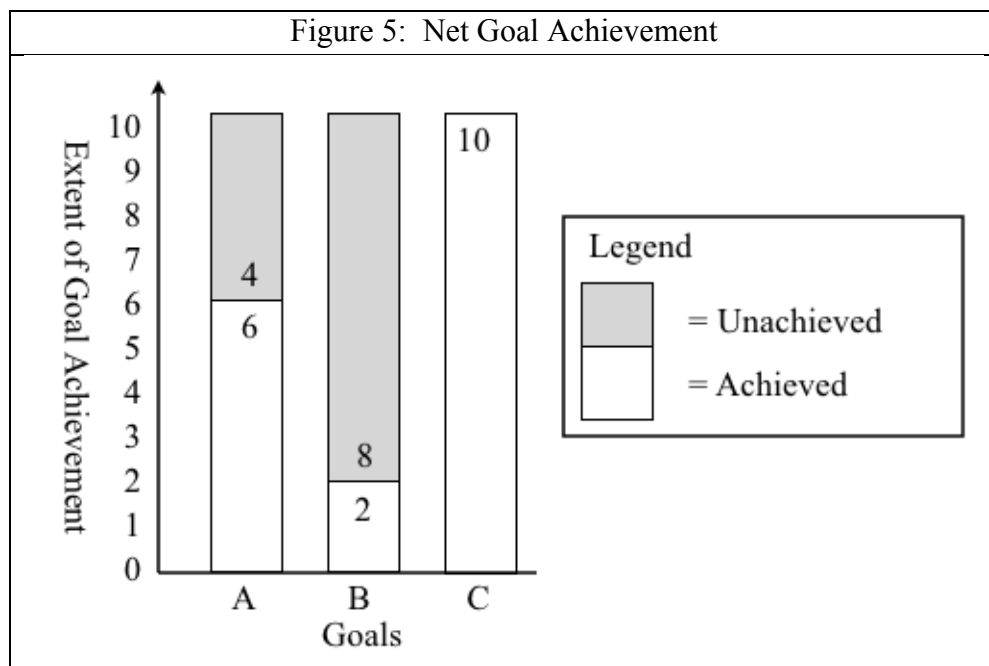 Figure 5: Net Goal Achievement
Extent of Goal Achievement
10
9
8
7
6
5
4
3
2
1
0
4
6
8
2
10
A B C
Goals
Legend
= Unachieved
= Achieved